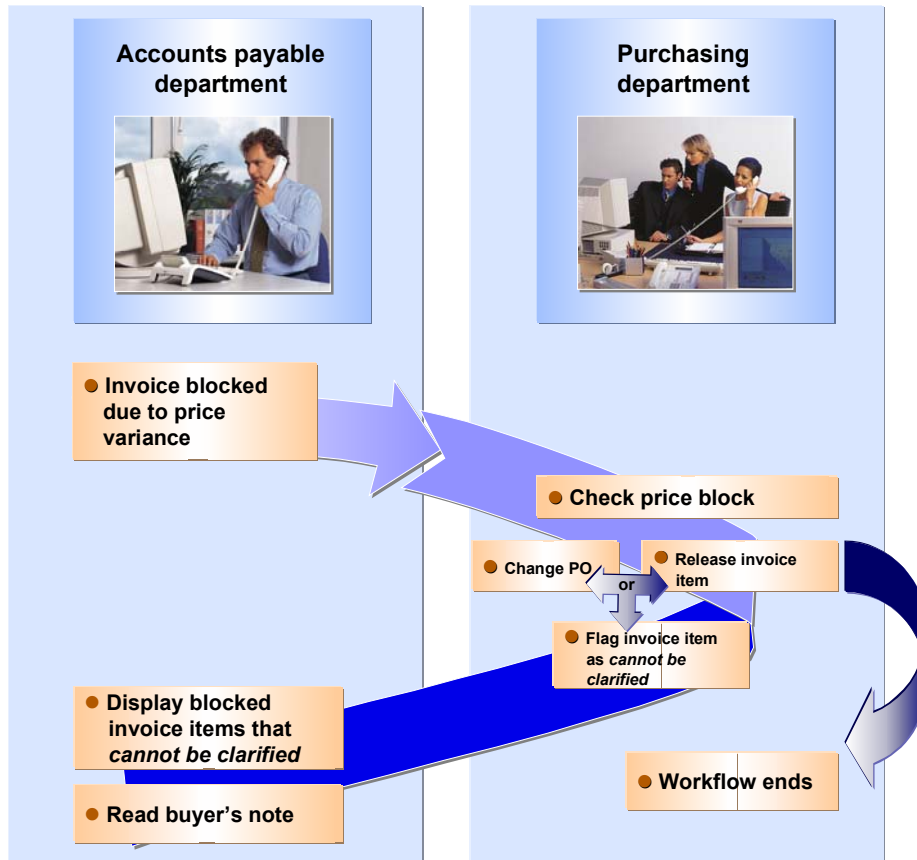 Accounts payable
department
Purchasing
department
Invoice blocked
due to price
variance
Check price block
Change PO
or
Release invoice
item
Flag invoice item
as cannot be
clarified
Display blocked
invoice items that
cannot be clarified
Read buyer's note
Workflow ends